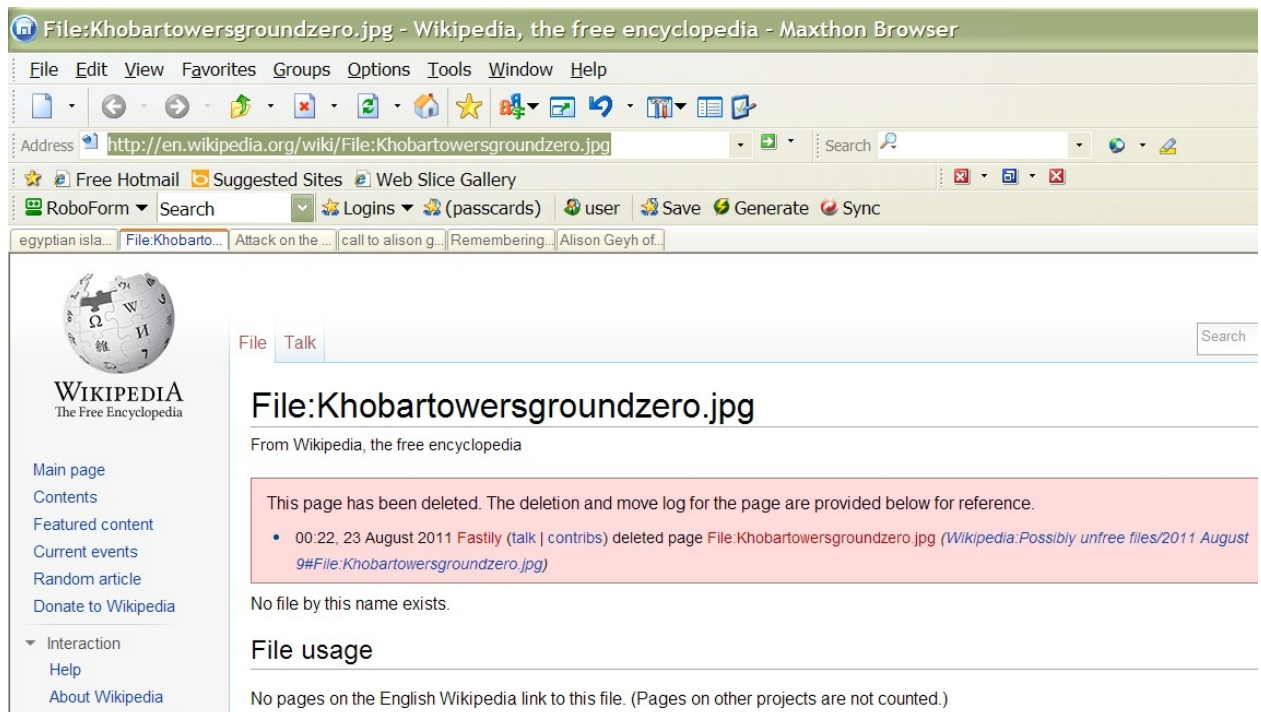 File:Khobartowersgroundzero.jpg - Wikipedia, the free encyclopedia - Maxthon Browser
File Edit View Favorites Groups Options Tools Window Help
Address http://en.wikipedia.org/wiki/File:Khobartowersgroundzero.jpg Search
Free Hotmail Suggested Sites Web Slice Gallery
RoboForm Search Logins (passcards) user Save Generate Sync
egyptian isla... File:Khobarto... Attack on the ... call to alison g... Remembering... Alison Geyh of...
Ω W И 維 7
File Talk Search
WIKIPEDIA
The Free Encyclopedia
File:Khobartowersgroundzero.jpg
From Wikipedia, the free encyclopedia
Main page
Contents
Featured content
Current events
Random article
Donate to Wikipedia
Interaction
Help
About Wikipedia
This page has been deleted. The deletion and move log for the page are provided below for reference.
• 00:22, 23 August 2011 Fastily (talk | contribs) deleted page File:Khobartowersgroundzero.jpg (Wikipedia:Possibly unfree files/2011 August
9#File:Khobartowersgroundzero.jpg)
No file by this name exists.
File usage
No pages on the English Wikipedia link to this file. (Pages on other projects are not counted.)